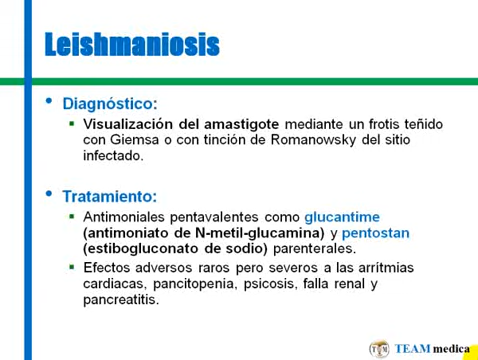 Leishmaniosis
Diagnóstico:
Visualización del amastigote mediante un frotis teñido
con Giemsa o con tinción de Romanowsky del sitio
infectado.
Tratamiento:
Antimoniales pentavalentes como glucantime
(antimoniato de N-metil-glucamina) y pentostan
(estibogluconato de sodio) parenterales.
Efectos adversos raros pero severos a las arrítmias
cardiacas, pancitopenia, psicosis, falla renal y
pancreatitis.
TEAM medica